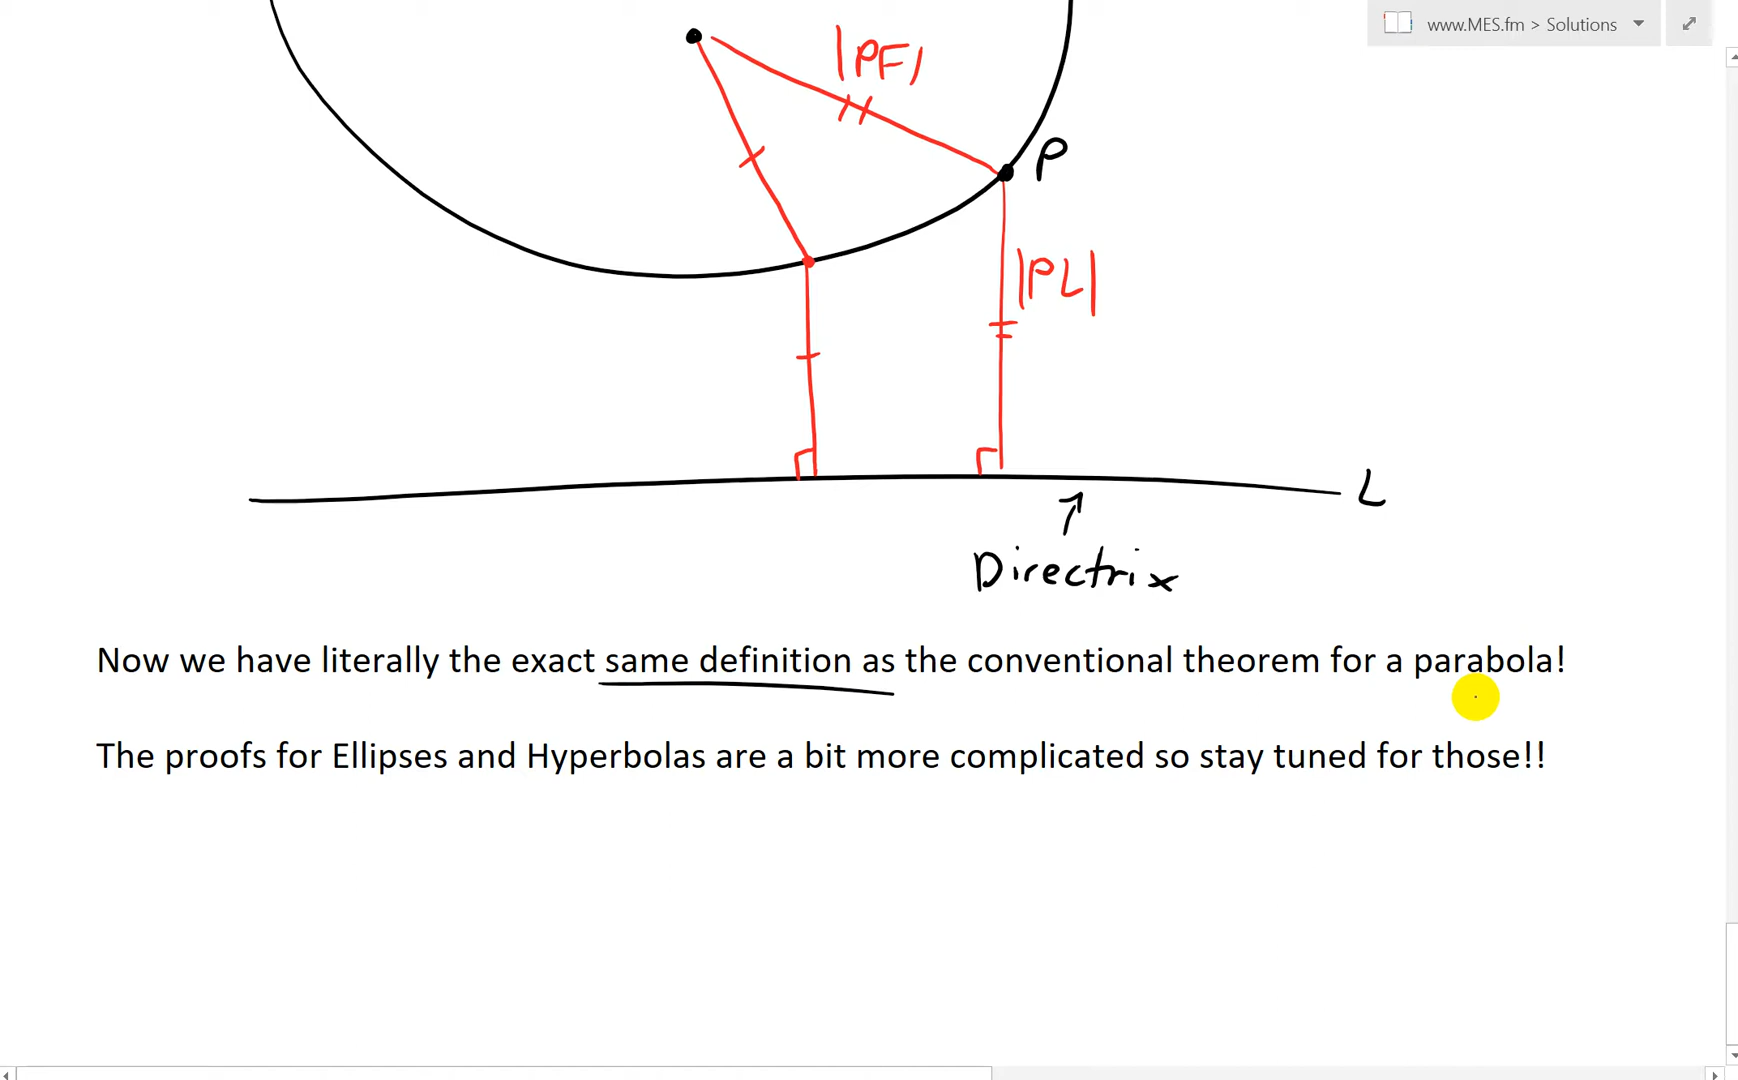 www.MES.fm > Solutions
|PF|
P
|PL|
L
Directrix
Now we have literally the exact same definition as the conventional theorem for a parabola!
The proofs for Ellipses and Hyperbolas are a bit more complicated so stay tuned for those!!